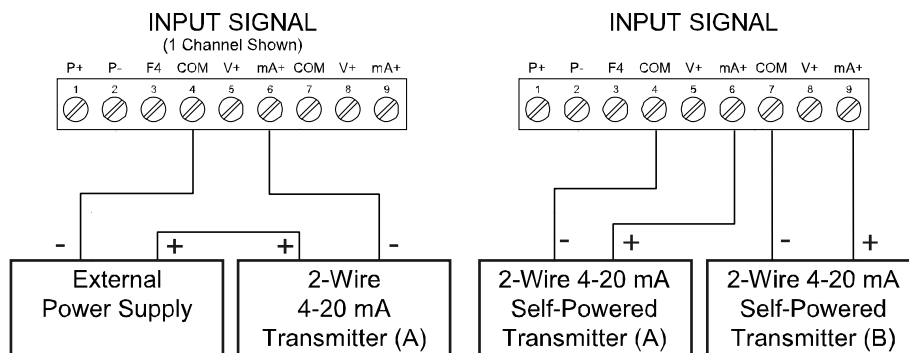 INPUT SIGNAL
(1 Channel Shown)
P+ P- F4 COM V+ mA+ COM V+ mA+
1 2 3 4 5 6 7 8 9
- + + -
External
Power Supply
2-Wire
4-20 mA
Transmitter (A)
INPUT SIGNAL
P+ P- F4 COM V+ mA+ COM V+ mA+
1 2 3 4 5 6 7 8 9
- + - +
2-Wire 4-20 mA
Self-Powered
Transmitter (A)
2-Wire 4-20 mA
Self-Powered
Transmitter (B)